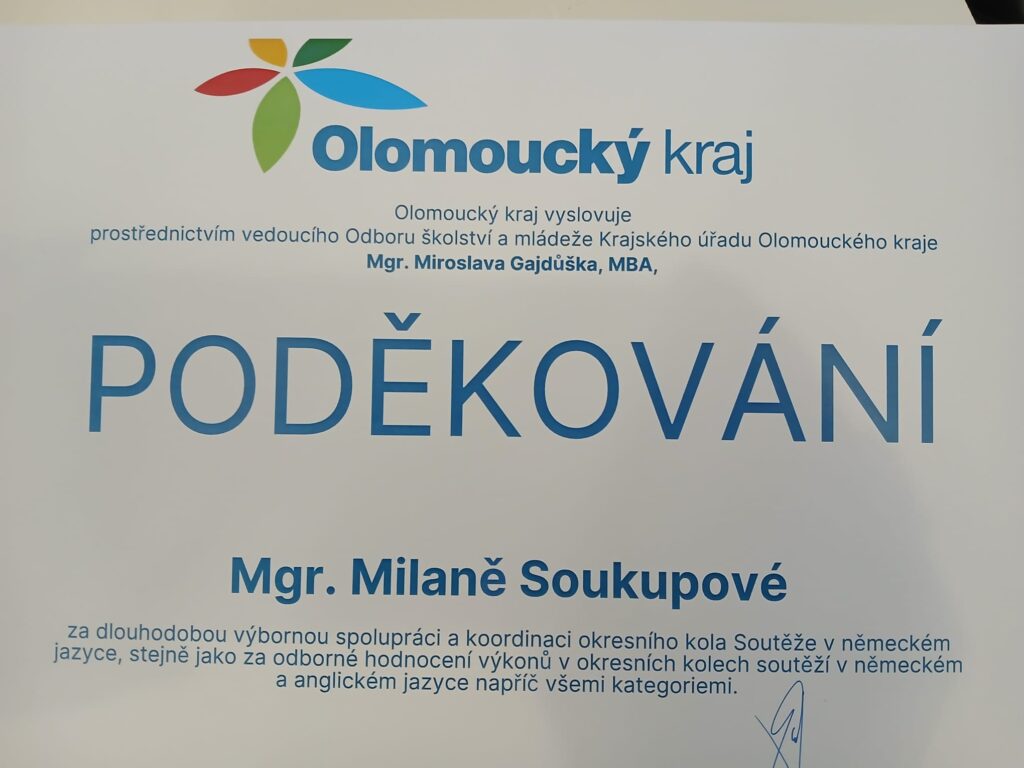 Olomoucký kraj
Olomoucký kraj vyslovuje
prostřednictvím vedoucího Odboru školství a mládeže Krajského úřadu Olomouckého kraje
Mgr. Miroslava Gajdůška, MBA,
PODĚKOVÁNÍ
Mgr. Milaně Soukupové
za dlouhodobou výbornou spolupráci a koordinaci okresního kola Soutěže v německém
jazyce, stejně jako za odborné hodnocení výkonů v okresních kolech soutěží v německém
a anglickém jazyce napříč všemi kategoriemi.